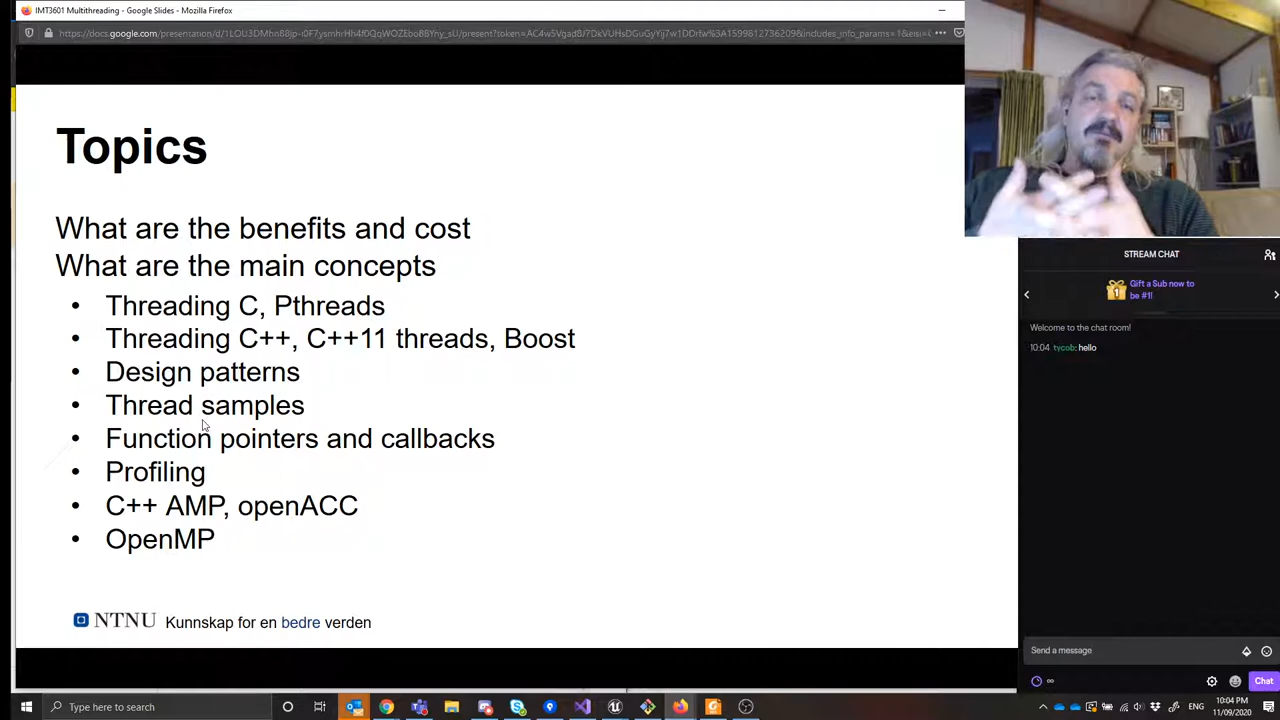 IMT3601 Multithreading - Google Slides - Mozilla Firefox
Topics
What are the benefits and cost
What are the main concepts
• Threading C, Pthreads
• Threading C++, C++11 threads, Boost
• Design patterns
• Thread samples
• Function pointers and callbacks
• Profiling
• C++ AMP, openACC
• OpenMP
NTNU Kunnskap for en bedre verden
STREAM CHAT
Gift a Sub now to
be #1!
Welcome to the chat room!
10:04 tycob: hello
Send a message
Chat
Type here to search
10:04 PM
11/09/2020